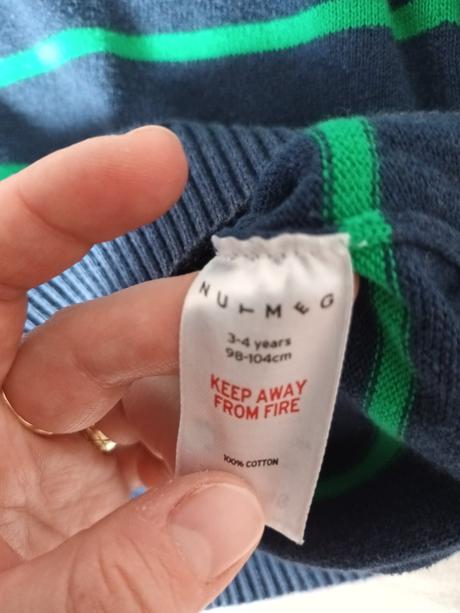 NUTMEG
3-4 years
98-104cm
KEEP AWAY
FROM FIRE
100% COTTON